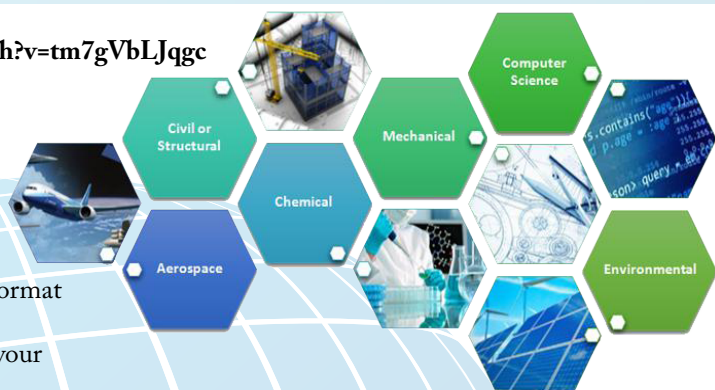 h?v=tm7gVbLJqgc
Computer
Science
Civil or
Structural
Mechanical
Chemical
Aerospace
Environmental
ormat
your